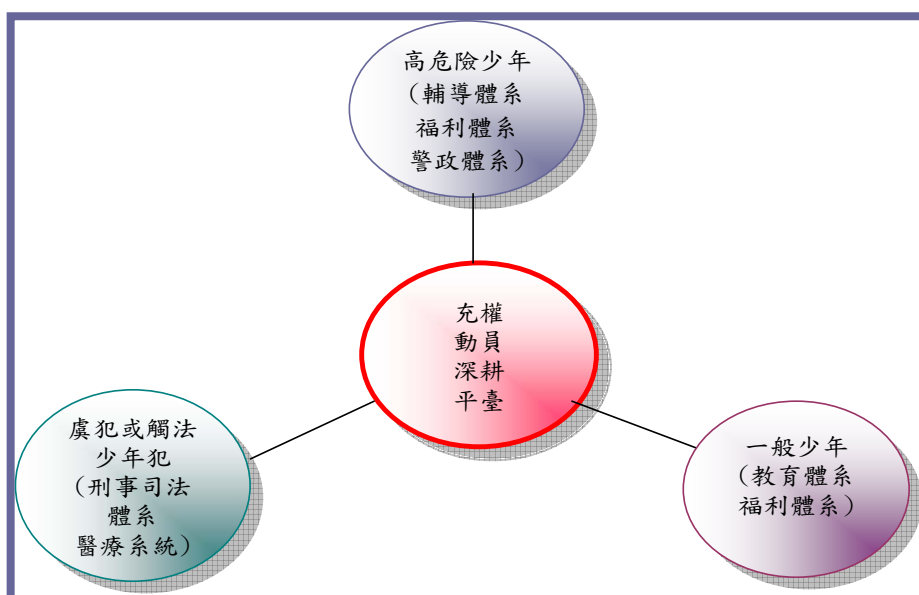 高危險少年
（輔導體系
福利體系
警政體系）
充權
動員
深耕
平臺
虞犯或觸法
少年犯
（刑事司法
體系
醫療系統）
一般少年
（教育體系
福利體系）